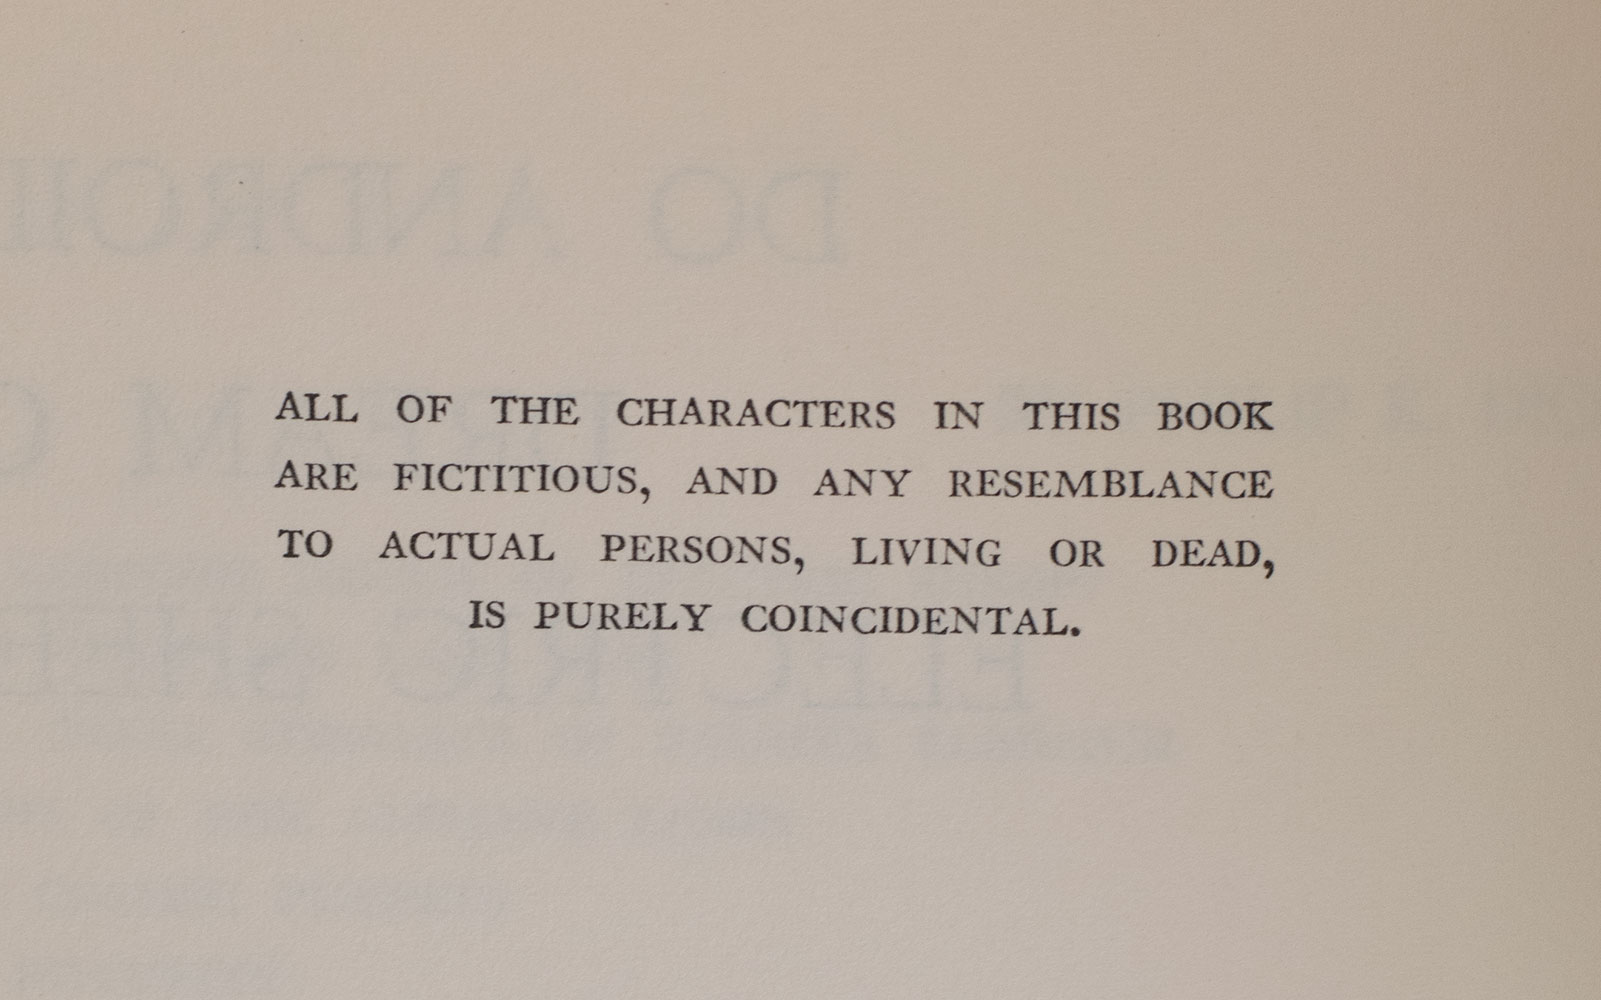 ALL OF THE CHARACTERS IN THIS BOOK
ARE FICTITIOUS, AND ANY RESEMBLANCE
TO ACTUAL PERSONS, LIVING OR DEAD,
IS PURELY COINCIDENTAL.